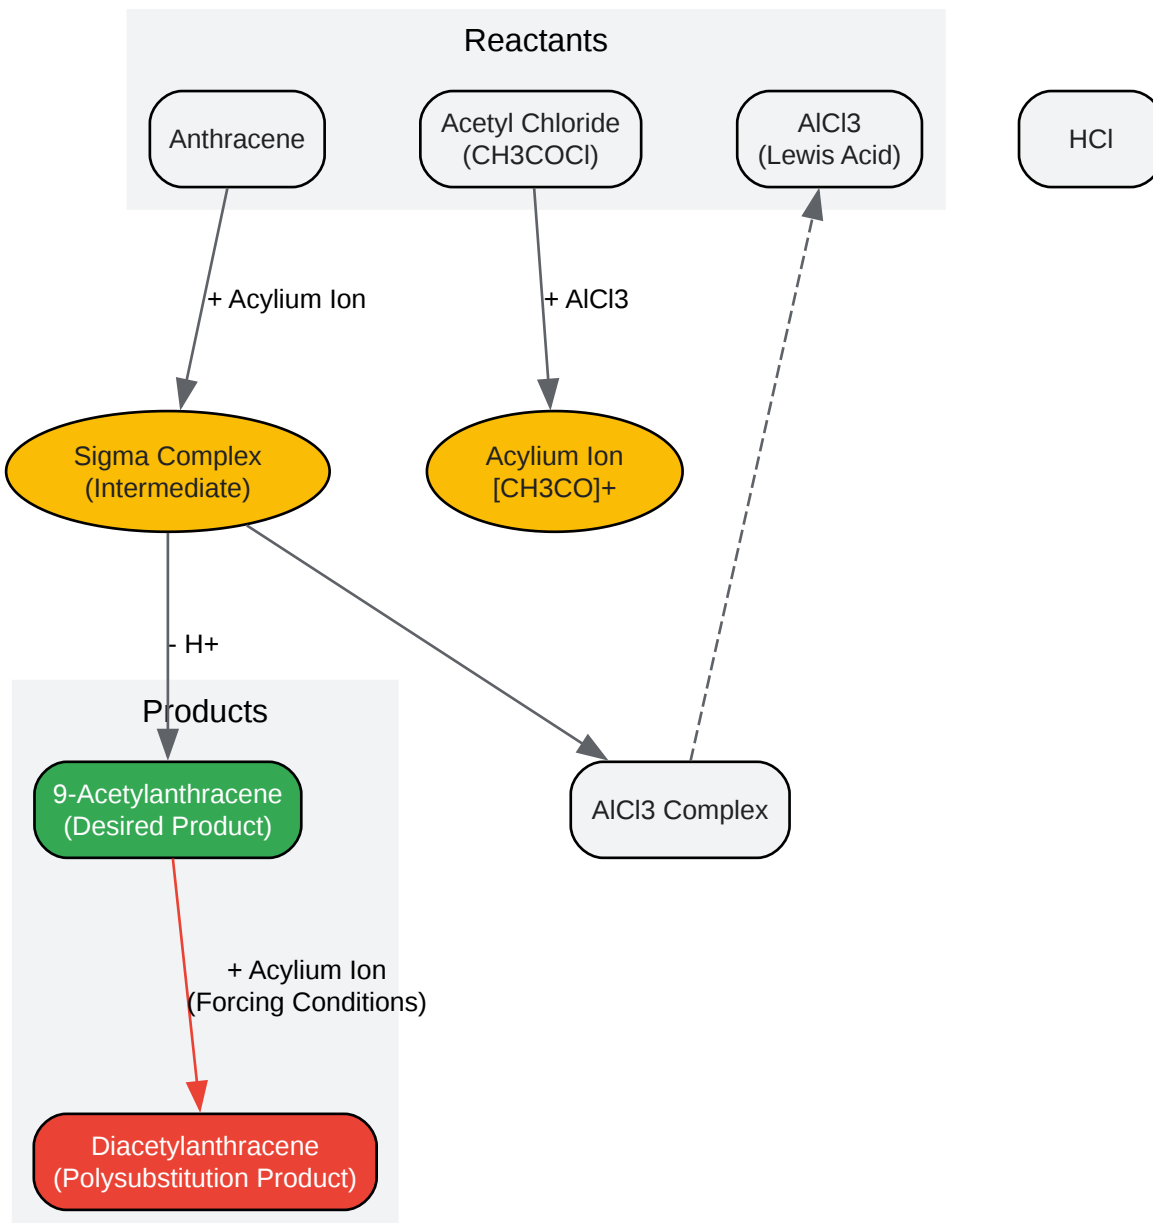 Reactants
Anthracene
Acetyl Chloride
(CH3COCl)
AlCl3
(Lewis Acid)
HCl
+ Acylium Ion
+ AlCl3
Sigma Complex
(Intermediate)
Acylium Ion
[CH3CO]+
- H+
Products
9-Acetylanthracene
(Desired Product)
AlCl3 Complex
+ Acylium Ion
(Forcing Conditions)
Diacetylanthracene
(Polysubstitution Product)